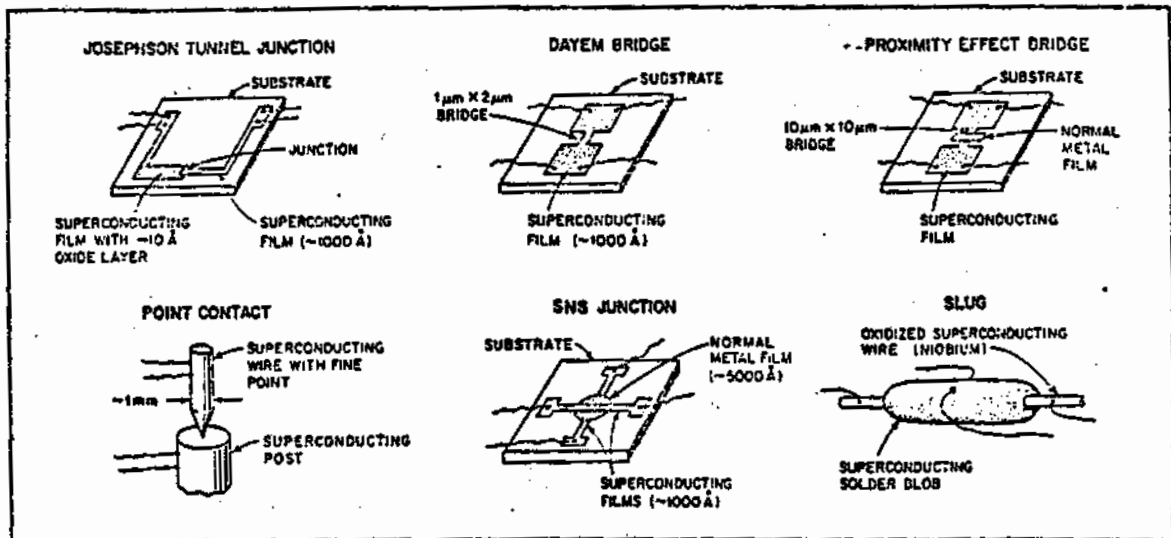 JOSEPHSON TUNNEL JUNCTION
SUBSTRATE
JUNCTION
SUPERCONDUCTING
FILM WITH ~10 Å
OXIDE LAYER
SUPERCONDUCTING
FILM (~1000 Å)
DAYEM BRIDGE
SUBSTRATE
1μm × 2μm
BRIDGE
SUPERCONDUCTING
FILM (~1000 Å)
--PROXIMITY EFFECT BRIDGE
SUBSTRATE
10μm × 10μm
BRIDGE
NORMAL
METAL
FILM
SUPERCONDUCTING
FILM
POINT CONTACT
SUPERCONDUCTING
WIRE WITH FINE
POINT
~1mm
SUPERCONDUCTING
POST
SNS JUNCTION
SUBSTRATE
NORMAL
METAL FILM
(~5000 Å)
SUPERCONDUCTING
FILMS (~1000 Å)
SLUG
OXIDIZED SUPERCONDUCTING
WIRE (NIOBIUM)
SUPERCONDUCTING
SOLDER BLOB